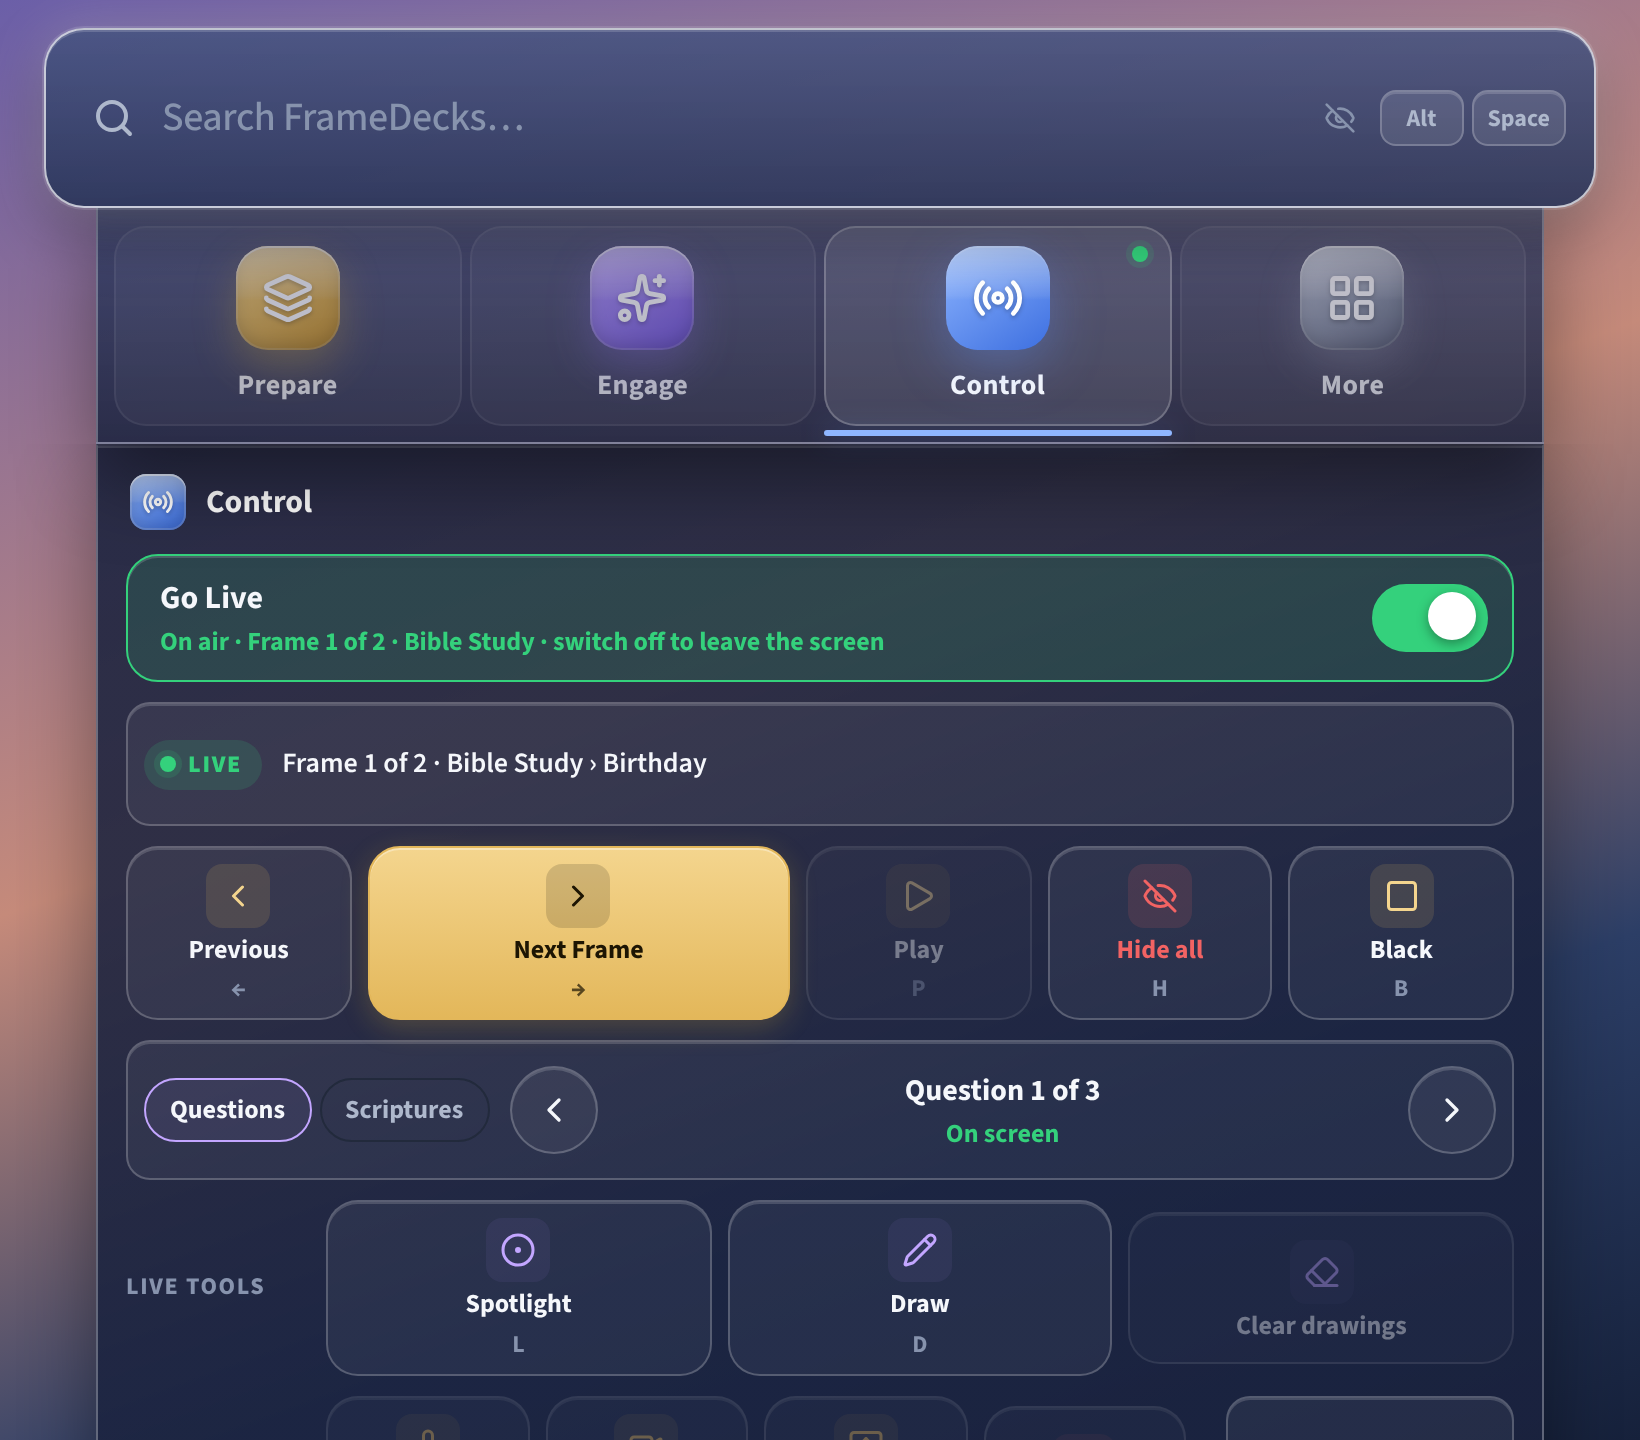 Search FrameDecks…
Alt
Space
Prepare
Engage
Control
More
Control
Go Live
On air · Frame 1 of 2 · Bible Study · switch off to leave the screen
LIVE
Frame 1 of 2 · Bible Study › Birthday
Previous
←
Next Frame
→
Play
P
Hide all
H
Black
B
Questions
Scriptures
Question 1 of 3
On screen
LIVE TOOLS
Spotlight
L
Draw
D
Clear drawings